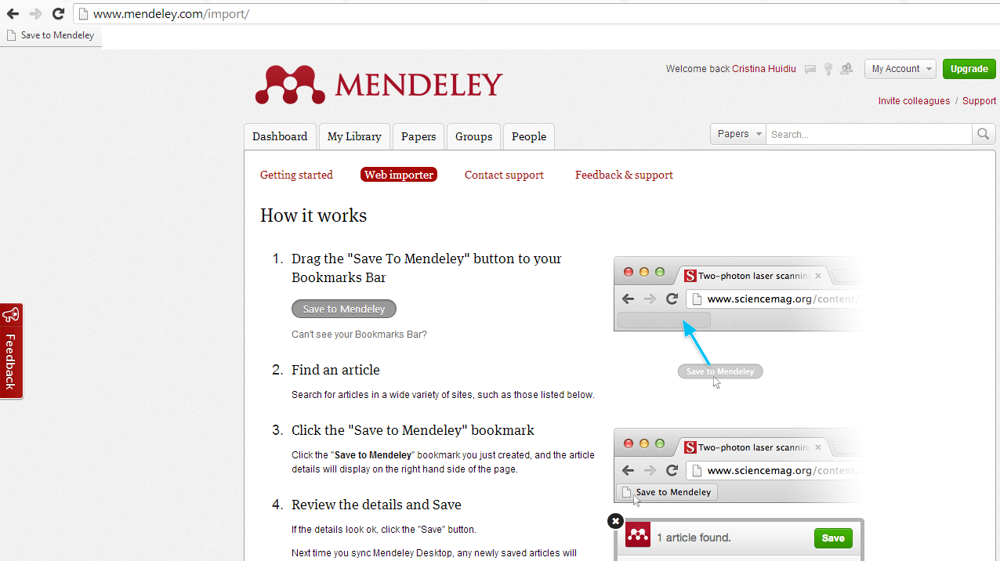 www.mendeley.com/import/
Save to Mendeley
MENDELEY
Welcome back Cristina Huidiu
My Account
Upgrade
Invite colleagues / Support
Dashboard
My Library
Papers
Groups
People
Papers
Search...
Getting started
Web importer
Contact support
Feedback & support
How it works
1. Drag the "Save To Mendeley" button to your
Bookmarks Bar
Save to Mendeley
Can't see your Bookmarks Bar?
S Two-photon laser scanning
www.sciencemag.org/content/
Save to Mendeley
Feedback
2. Find an article
Search for articles in a wide variety of sites, such as those listed below.
3. Click the "Save to Mendeley" bookmark
Click the "Save to Mendeley" bookmark you just created, and the article
details will display on the right hand side of the page.
S Two-photon laser scanning
www.sciencemag.org/content/
Save to Mendeley
4. Review the details and Save
If the details look ok, click the "Save" button.
Next time you sync Mendeley Desktop, any newly saved articles will
1 article found.
Save